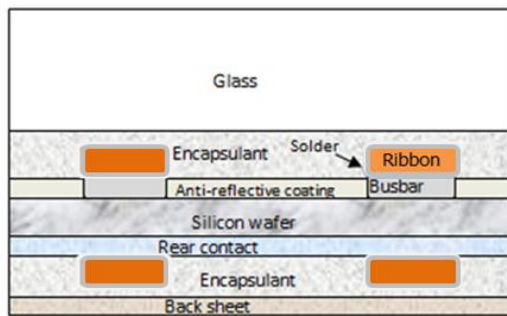 Glass
Encapsulant
Solder
Ribbon
Anti-reflective coating
Busbar
Silicon wafer
Rear contact
Encapsulant
Back sheet